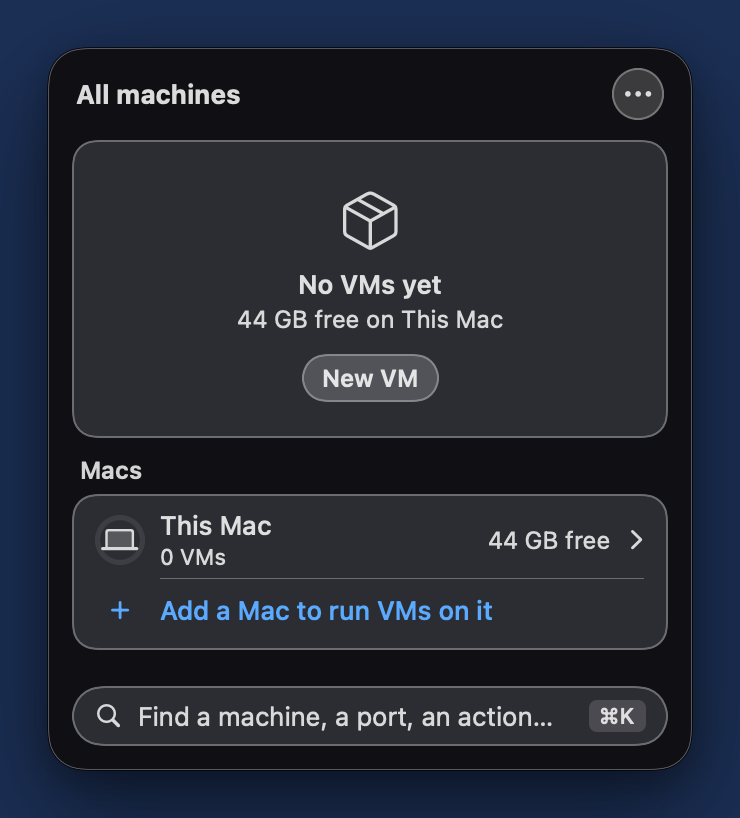 All machines
No VMs yet
44 GB free on This Mac
New VM
Macs
This Mac
0 VMs
44 GB free
+ Add a Mac to run VMs on it
Find a machine, a port, an action...
⌘K